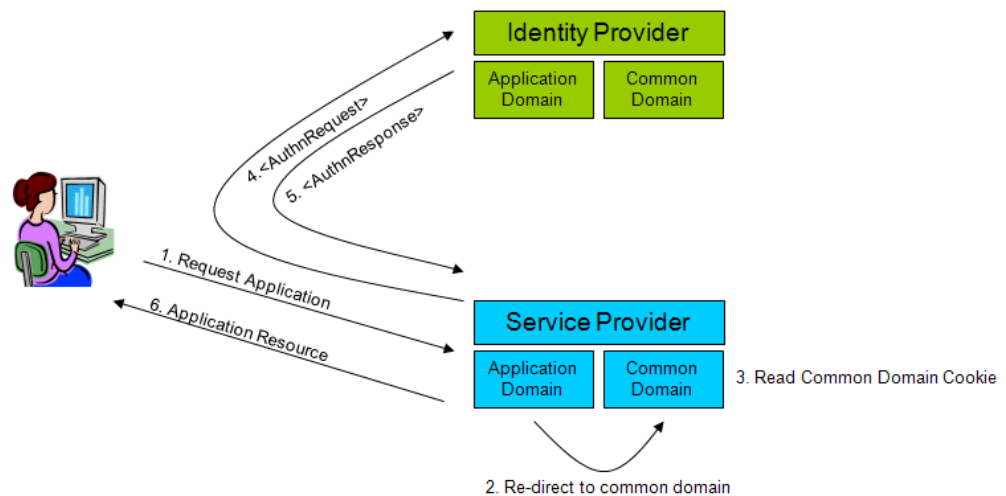 Identity Provider
Application
Domain
Common
Domain
4.<AuthnRequest>
5. <AuthnResponse>
1. Request Application
6. Application Resource
Service Provider
Application
Domain
Common
Domain
3. Read Common Domain Cookie
2. Re-direct to common domain